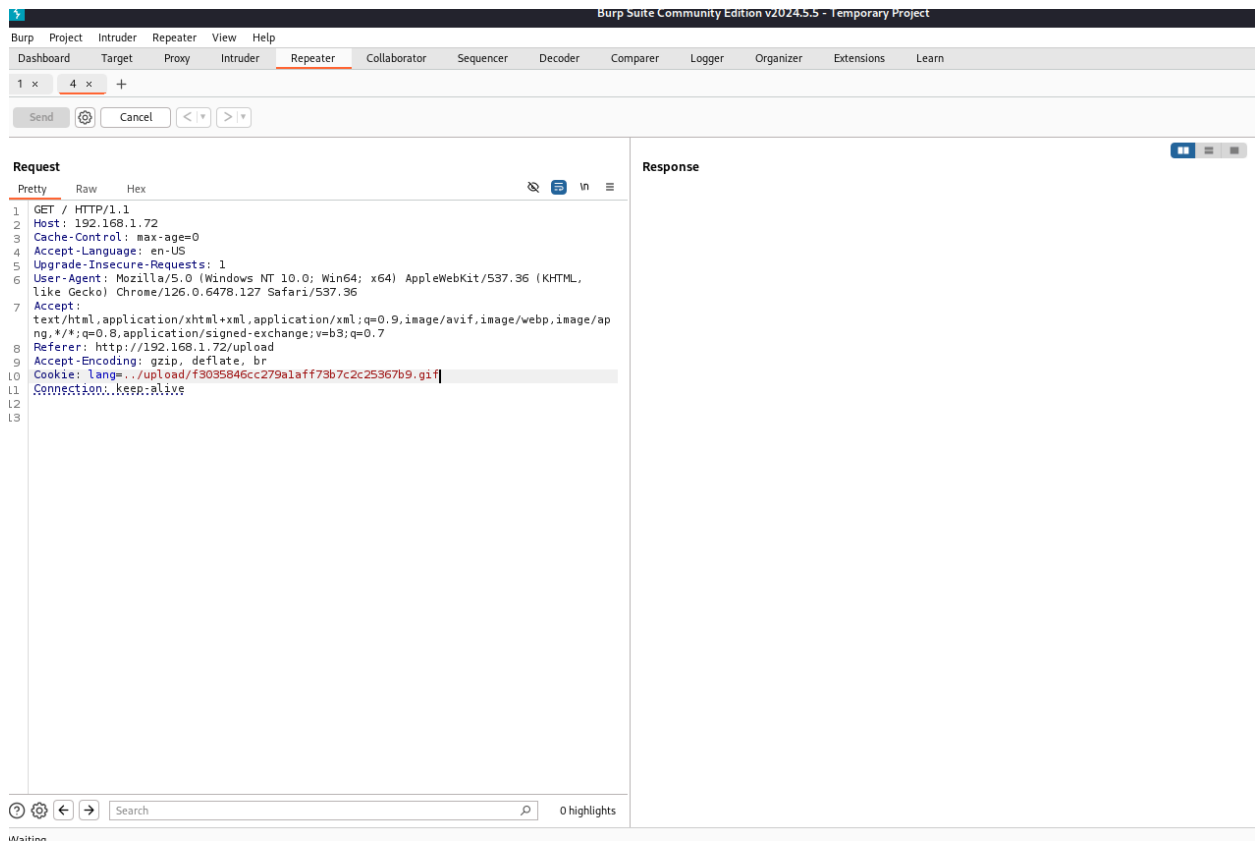 Burp Suite Community Edition v2024.5.5 - Temporary Project
Burp Project Intruder Repeater View Help
Dashboard Target Proxy Intruder Repeater Collaborator Sequencer Decoder Comparer Logger Organizer Extensions Learn
1 × 4 × +
Send Cancel < >
Request
Pretty Raw Hex \n
1 GET / HTTP/1.1
2 Host: 192.168.1.72
3 Cache-Control: max-age=0
4 Accept-Language: en-US
5 Upgrade-Insecure-Requests: 1
6 User-Agent: Mozilla/5.0 (Windows NT 10.0; Win64; x64) AppleWebKit/537.36 (KHTML,
like Gecko) Chrome/126.0.6478.127 Safari/537.36
7 Accept:
text/html,application/xhtml+xml,application/xml;q=0.9,image/avif,image/webp,image/ap
ng,*/*;q=0.8,application/signed-exchange;v=b3;q=0.7
8 Referer: http://192.168.1.72/upload
9 Accept-Encoding: gzip, deflate, br
10 Cookie: lang=../upload/f3035846cc279a1aff73b7c2c25367b9.gif
11 Connection: keep-alive
12
13
Response
Search 0 highlights
Waiting